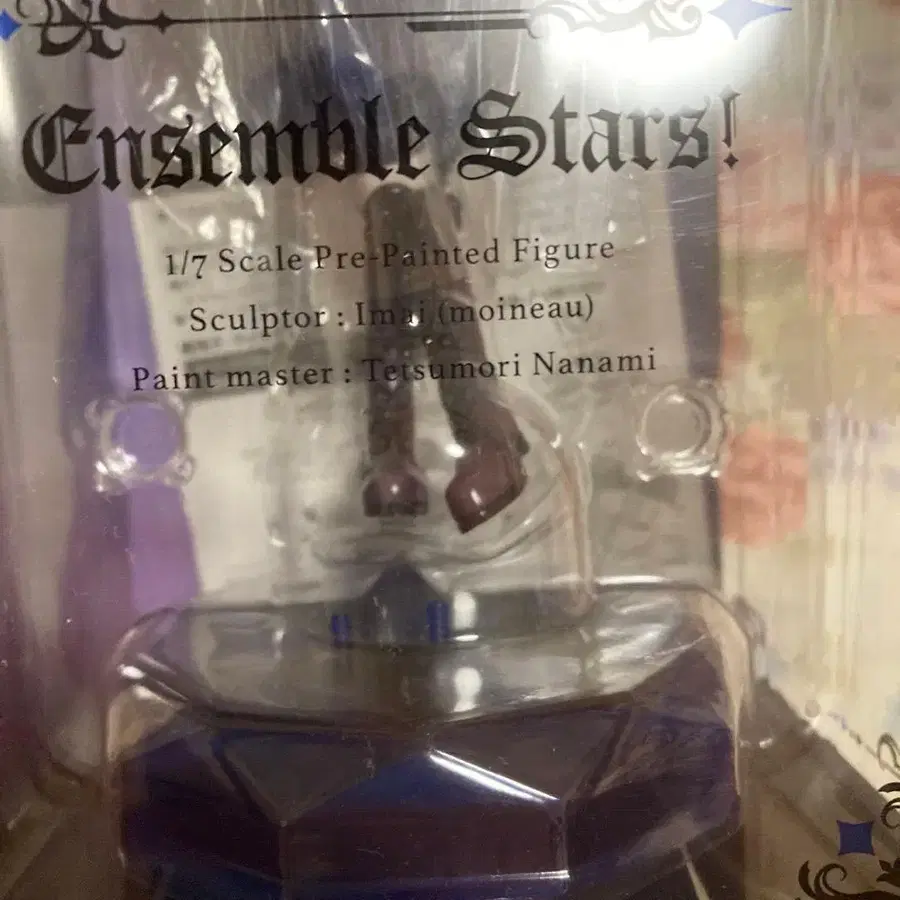 Ensemble Stars!
1/7 Scale Pre-Painted Figure
Sculptor : Imai (moineau)
Paint master : Tetsumori Nanami